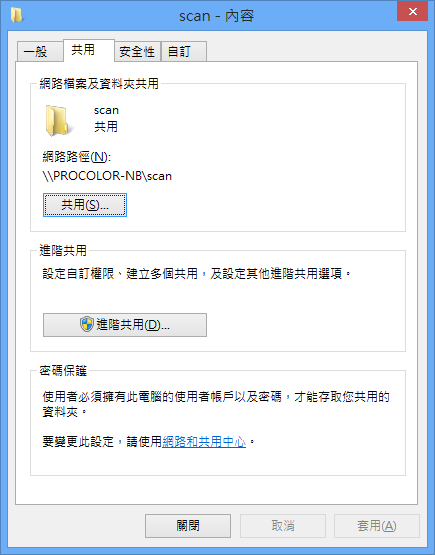 scan - 內容
一般
共用
安全性
自訂
網路檔案及資料夾共用
scan
共用
網路路徑(N):
\\PROCOLOR-NB\scan
共用(S)...
進階共用
設定自訂權限、建立多個共用，及設定其他進階共用選項。
進階共用(D)...
密碼保護
使用者必須擁有此電腦的使用者帳戶以及密碼，才能存取您共用的
資料夾。
要變更此設定，請使用網路和共用中心。
關閉
取消
套用(A)